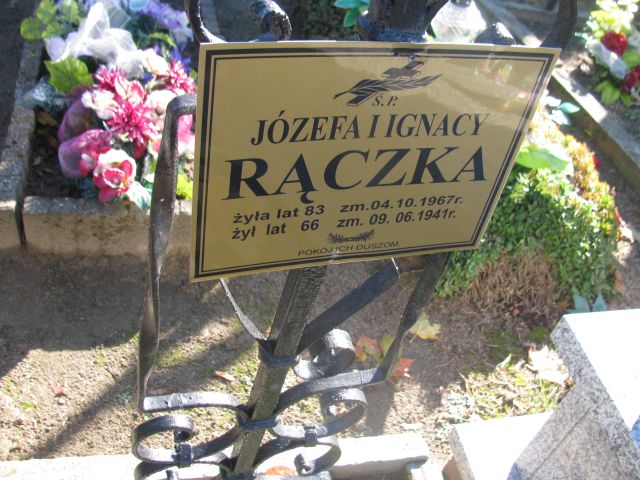 Ś.P.
JÓZEFA I IGNACY
RĄCZKA
żyła lat 83 zm.04.10.1967r.
żył lat 66 zm. 09.06.1941r.
POKÓJ ICH DUSZOM